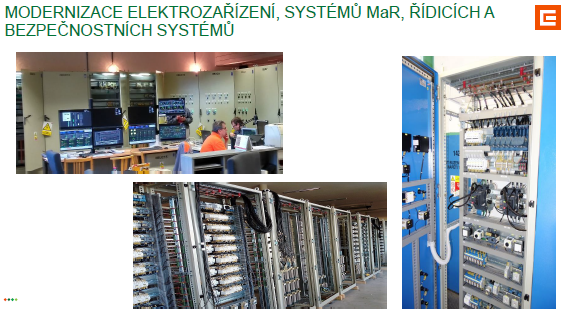 MODERNIZACE ELEKTROZAŘÍZENÍ, SYSTÉMŮ MaR, ŘÍDICÍCH A
BEZPEČNOSTNÍCH SYSTÉMŮ